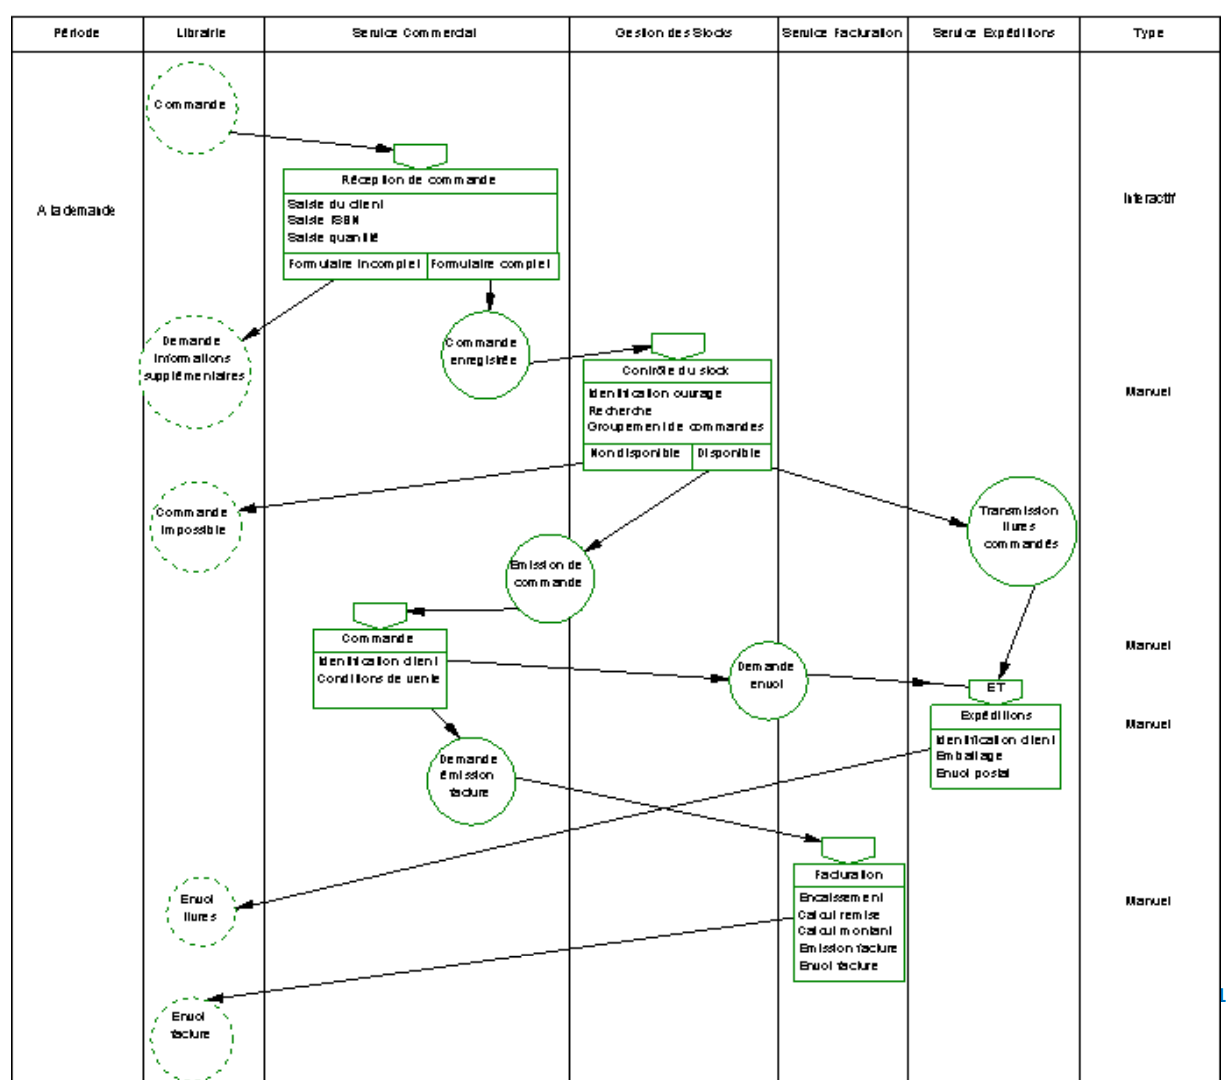 Période
Librairie
Service Commercial
Gestion des Stocks
Service Facturation
Service Expéditions
Type
Commande
Réception de commande
Saisie du client
Saisie ISBN
Saisie quantité
Formulaire incomplet
Formulaire complet
A la demande
Interactif
Demande
informations
supplémentaires
Commande
enregistrée
Contrôle du stock
Identification ouvrage
Recherche
Groupement de commandes
Non disponible
Disponible
Manuel
Commande
impossible
Transmission
livres
commandés
Emission de
commande
Commande
Identification client
Conditions de vente
Demande
envoi
Manuel
ET
Expéditions
Identification client
Emballage
Envoi postal
Manuel
Demande
émission
facture
Facturation
Encaissement
Calcul remise
Calcul montant
Emission facture
Envoi facture
Manuel
Envoi
livres
Envoi
facture